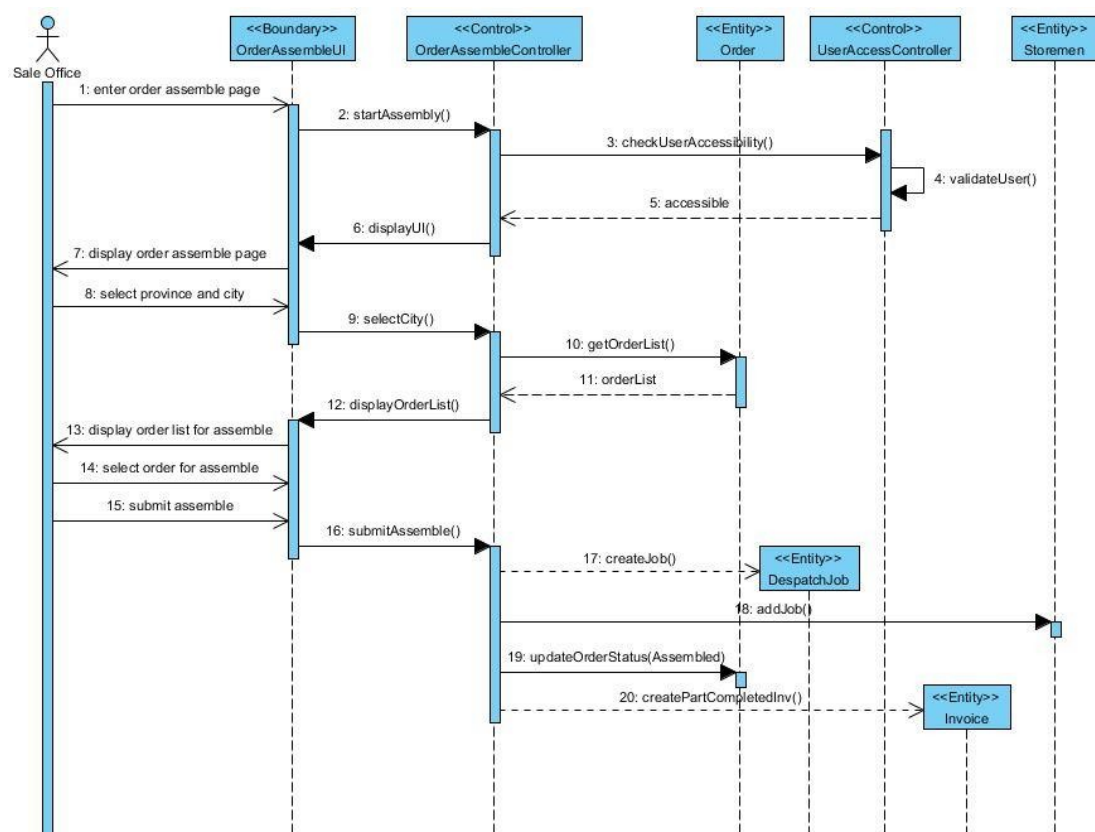 <<Boundary>>
OrderAssembleUI
<<Control>>
OrderAssembleController
<<Entity>>
Order
<<Control>>
UserAccessController
<<Entity>>
Storemen
Sale Office
1: enter order assemble page
2: startAssembly()
3: checkUserAccessibility()
4: validateUser()
5: accessible
6: displayUI()
7: display order assemble page
8: select province and city
9: selectCity()
10: getOrderList()
11: orderList
12: displayOrderList()
13: display order list for assemble
14: select order for assemble
15: submit assemble
16: submitAssemble()
17: createJob()
<<Entity>>
DespatchJob
18: addJob()
19: updateOrderStatus(Assembled)
20: createPartCompletedInv()
<<Entity>>
Invoice